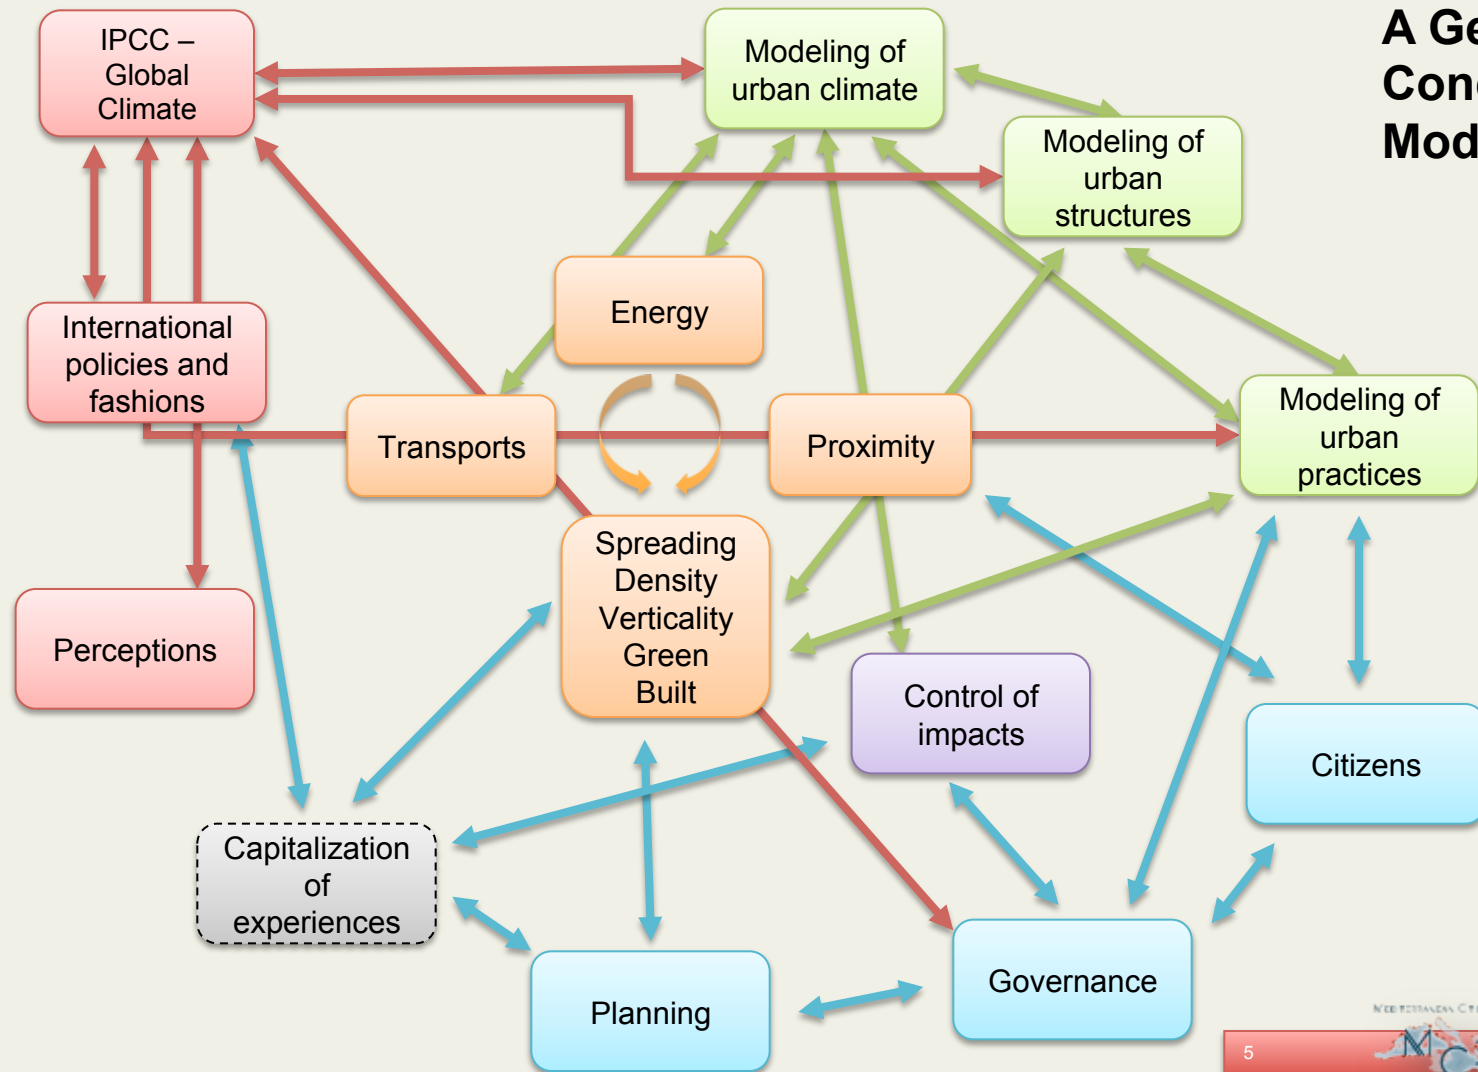 A Ge
Conc
Mod
IPCC –
Global
Climate
Modeling of
urban climate
Modeling of
urban
structures
Energy
International
policies and
fashions
Transports
Proximity
Modeling of
urban
practices
Spreading
Density
Verticality
Green
Built
Perceptions
Control of
impacts
Citizens
Capitalization
of
experiences
Governance
Planning
5